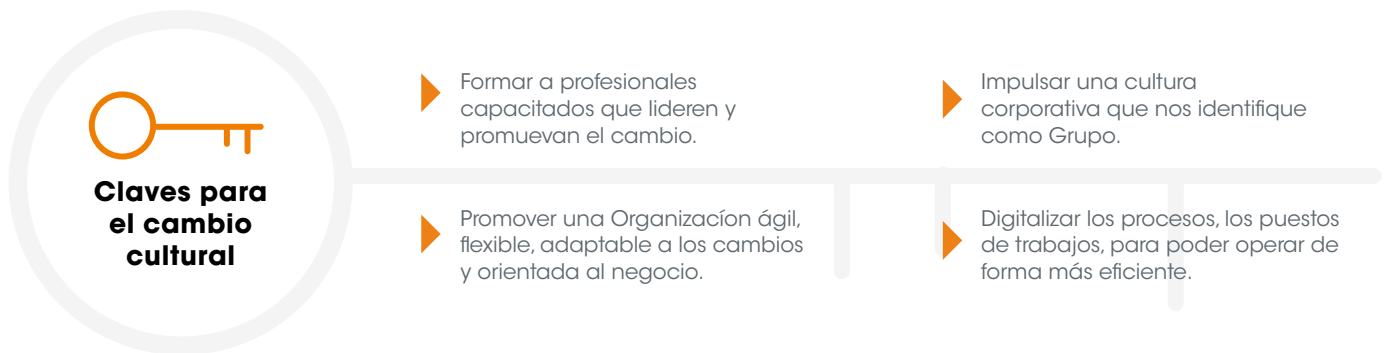 Claves para
el cambio
cultural
Formar a profesionales
capacitados que lideren y
promuevan el cambio.
Impulsar una cultura
corporativa que nos identifique
como Grupo.
Promover una Organizacíon ágil,
flexible, adaptable a los cambios
y orientada al negocio.
Digitalizar los procesos, los puestos
de trabajos, para poder operar de
forma más eficiente.